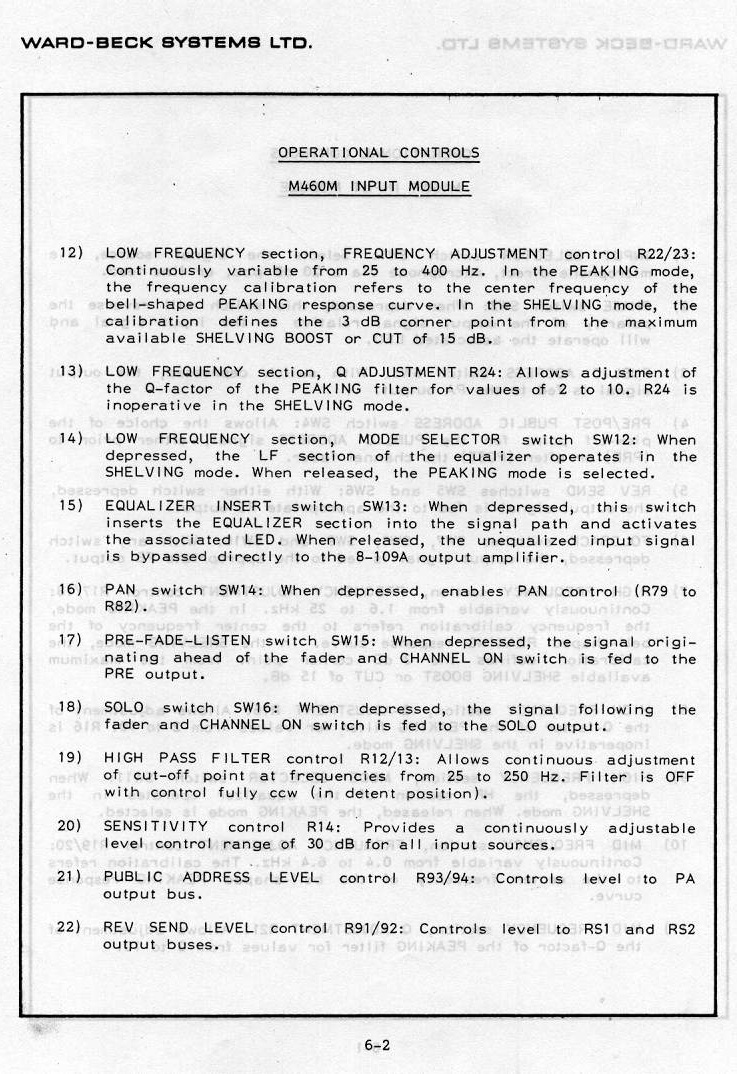 WARD-BECK SYSTEMS LTD.
OPERATIONAL CONTROLS
M460M INPUT MODULE
12) LOW FREQUENCY section, FREQUENCY ADJUSTMENT control R22/23:
Continuously variable from 25 to 400 Hz. In the PEAKING mode,
the frequency calibration refers to the center frequency of the
bell-shaped PEAKING response curve. In the SHELVING mode, the
calibration defines the 3 dB corner point from the maximum
available SHELVING BOOST or CUT of 15 dB.
13) LOW FREQUENCY section, Q ADJUSTMENT R24: Allows adjustment of
the Q-factor of the PEAKING filter for values of 2 to 10. R24 is
inoperative in the SHELVING mode.
14) LOW FREQUENCY section, MODE SELECTOR switch SW12: When
depressed, the LF section of the equalizer operates in the
SHELVING mode. When released, the PEAKING mode is selected.
15) EQUALIZER INSERT switch SW13: When depressed, this switch
inserts the EQUALIZER section into the signal path and activates
the associated LED. When released, the unequalized input signal
is bypassed directly to the 8-109A output amplifier.
16) PAN switch SW14: When depressed, enables PAN control (R79 to
R82).
17) PRE-FADE-LISTEN switch SW15: When depressed, the signal origi-
nating ahead of the fader and CHANNEL ON switch is fed to the
PRE output.
18) SOLO switch SW16: When depressed, the signal following the
fader and CHANNEL ON switch is fed to the SOLO output.
19) HIGH PASS FILTER control R12/13: Allows continuous adjustment
of cut-off point at frequencies from 25 to 250 Hz. Filter is OFF
with control fully ccw (in detent position).
20) SENSITIVITY control R14: Provides a continuously adjustable
level control range of 30 dB for all input sources.
21) PUBLIC ADDRESS LEVEL control R93/94: Controls level to PA
output bus.
22) REV SEND LEVEL control R91/92: Controls level to RS1 and RS2
output buses.
6-2